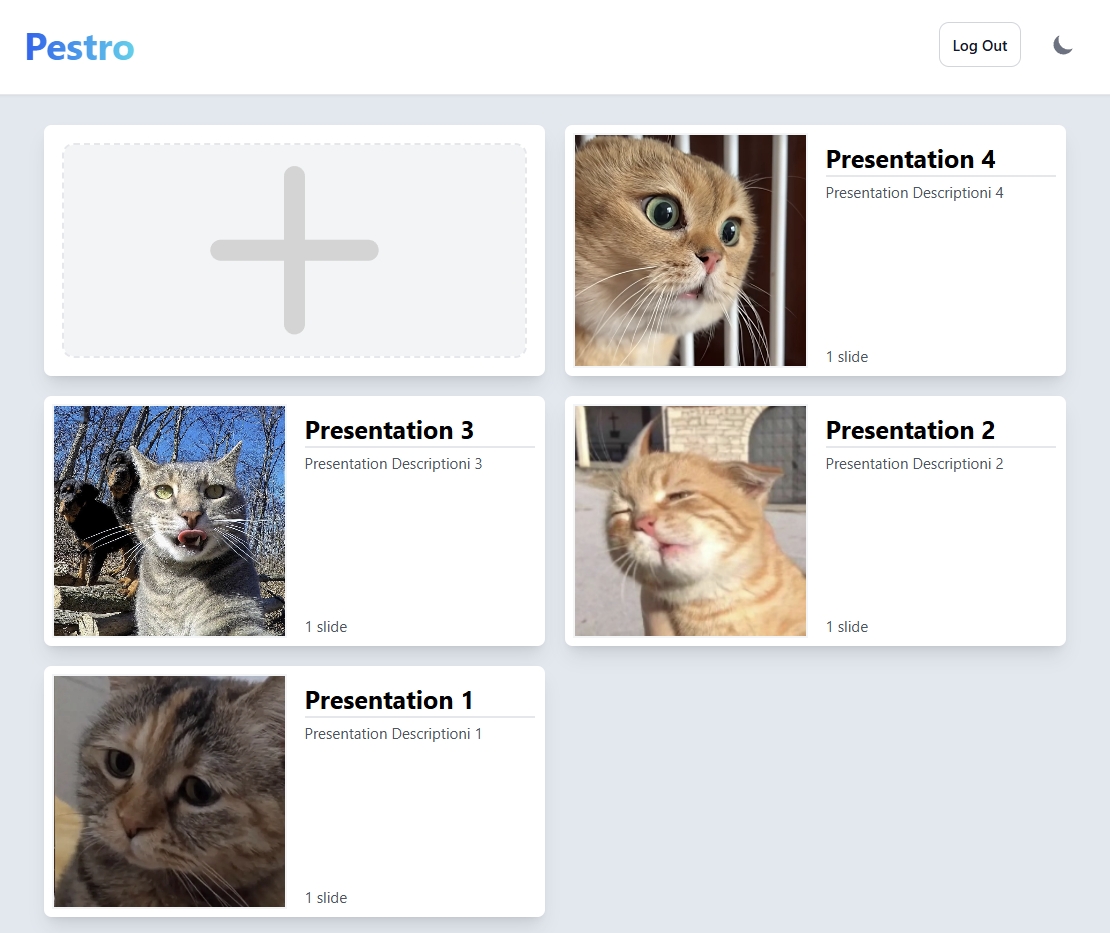 Pestro
Log Out
Presentation 4
Presentation Descriptioni 4
1 slide
Presentation 3
Presentation Descriptioni 3
1 slide
Presentation 2
Presentation Descriptioni 2
1 slide
Presentation 1
Presentation Descriptioni 1
1 slide